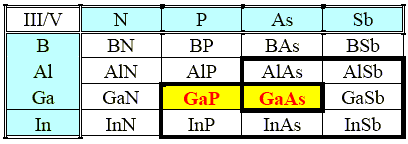 III/V N P As Sb
B BN BP BAs BSb
Al AlN AlP AlAs AlSb
Ga GaN GaP GaAs GaSb
In InN InP InAs InSb